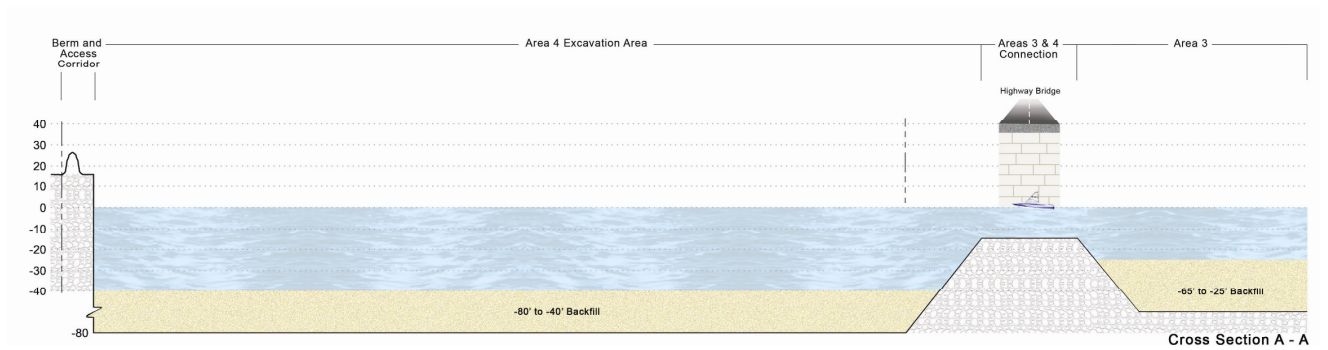 Berm and
Access
Corridor
Area 4 Excavation Area
Areas 3 & 4
Connection
Area 3
Highway Bridge
40
30
20
10
0
-10
-20
-30
-40
-80
-80' to -40' Backfill
-65' to -25' Backfill
Cross Section A - A